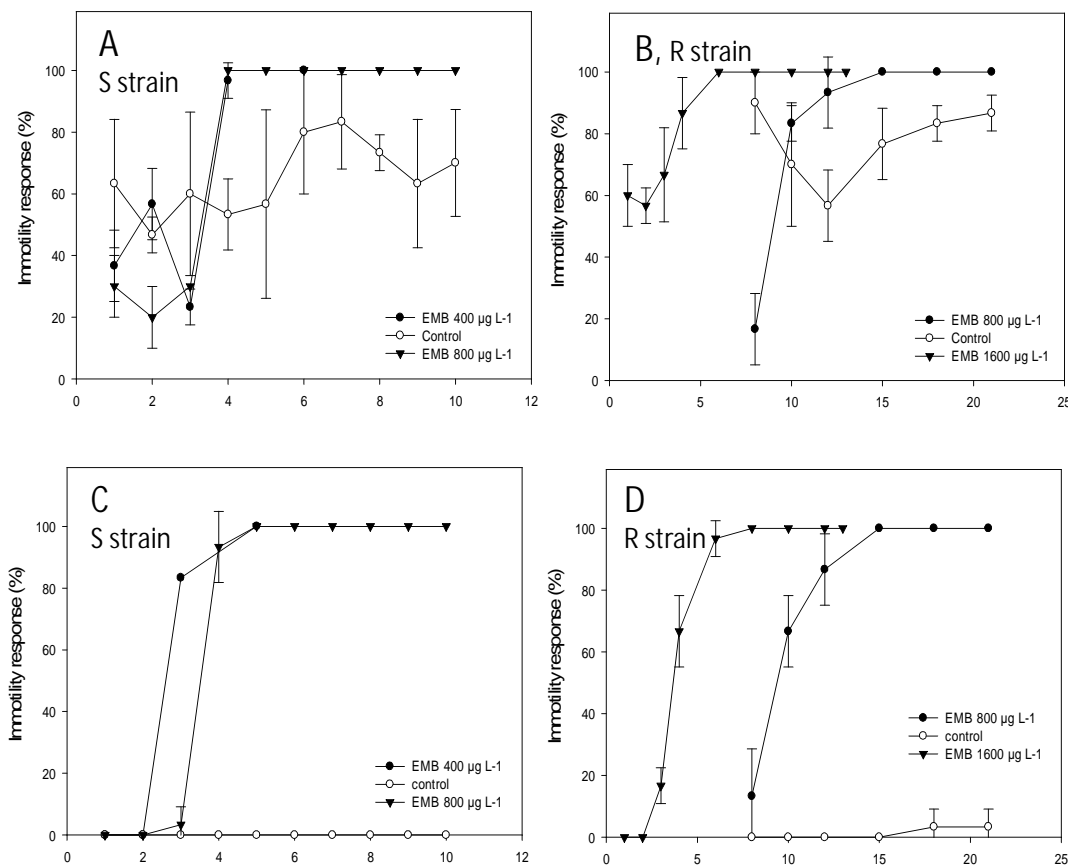 A
S strain
Immotility response (%)
100
80
60
40
20
0
0 2 4 6 8 10 12
EMB 400 µg L-1
Control
EMB 800 µg L-1
B, R strain
Immotility response (%)
100
80
60
40
20
0
0 5 10 15 20 25
EMB 800 µg L-1
Control
EMB 1600 µg L-1
C
S strain
Immotility response (%)
100
80
60
40
20
0
0 2 4 6 8 10 12
EMB 400 µg L-1
control
EMB 800 µg L-1
D
R strain
Immotility response (%)
100
80
60
40
20
0
0 5 10 15 20 25
EMB 800 µg L-1
control
EMB 1600 µg L-1